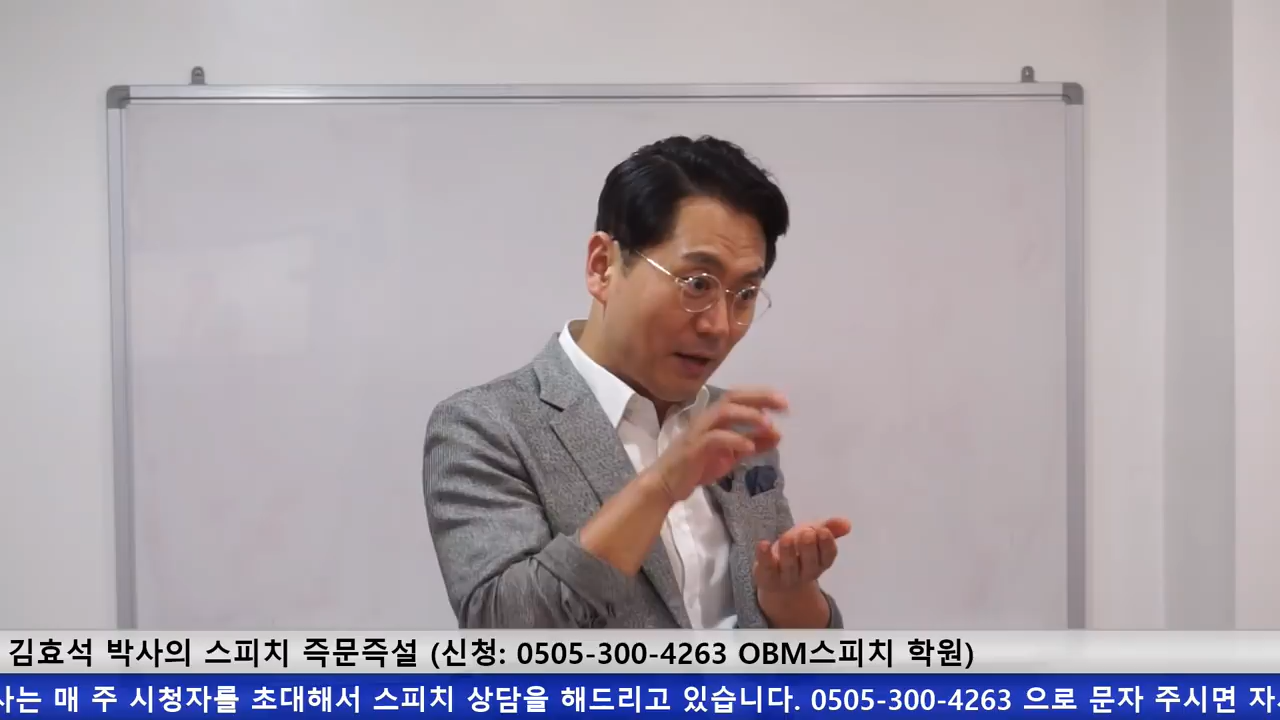 김효석 박사의 스피치 즉문즉설 (신청: 0505-300-4263 OBM스피치 학원)
사는 매 주 시청자를 초대해서 스피치 상담을 해드리고 있습니다. 0505-300-4263 으로 문자 주시면